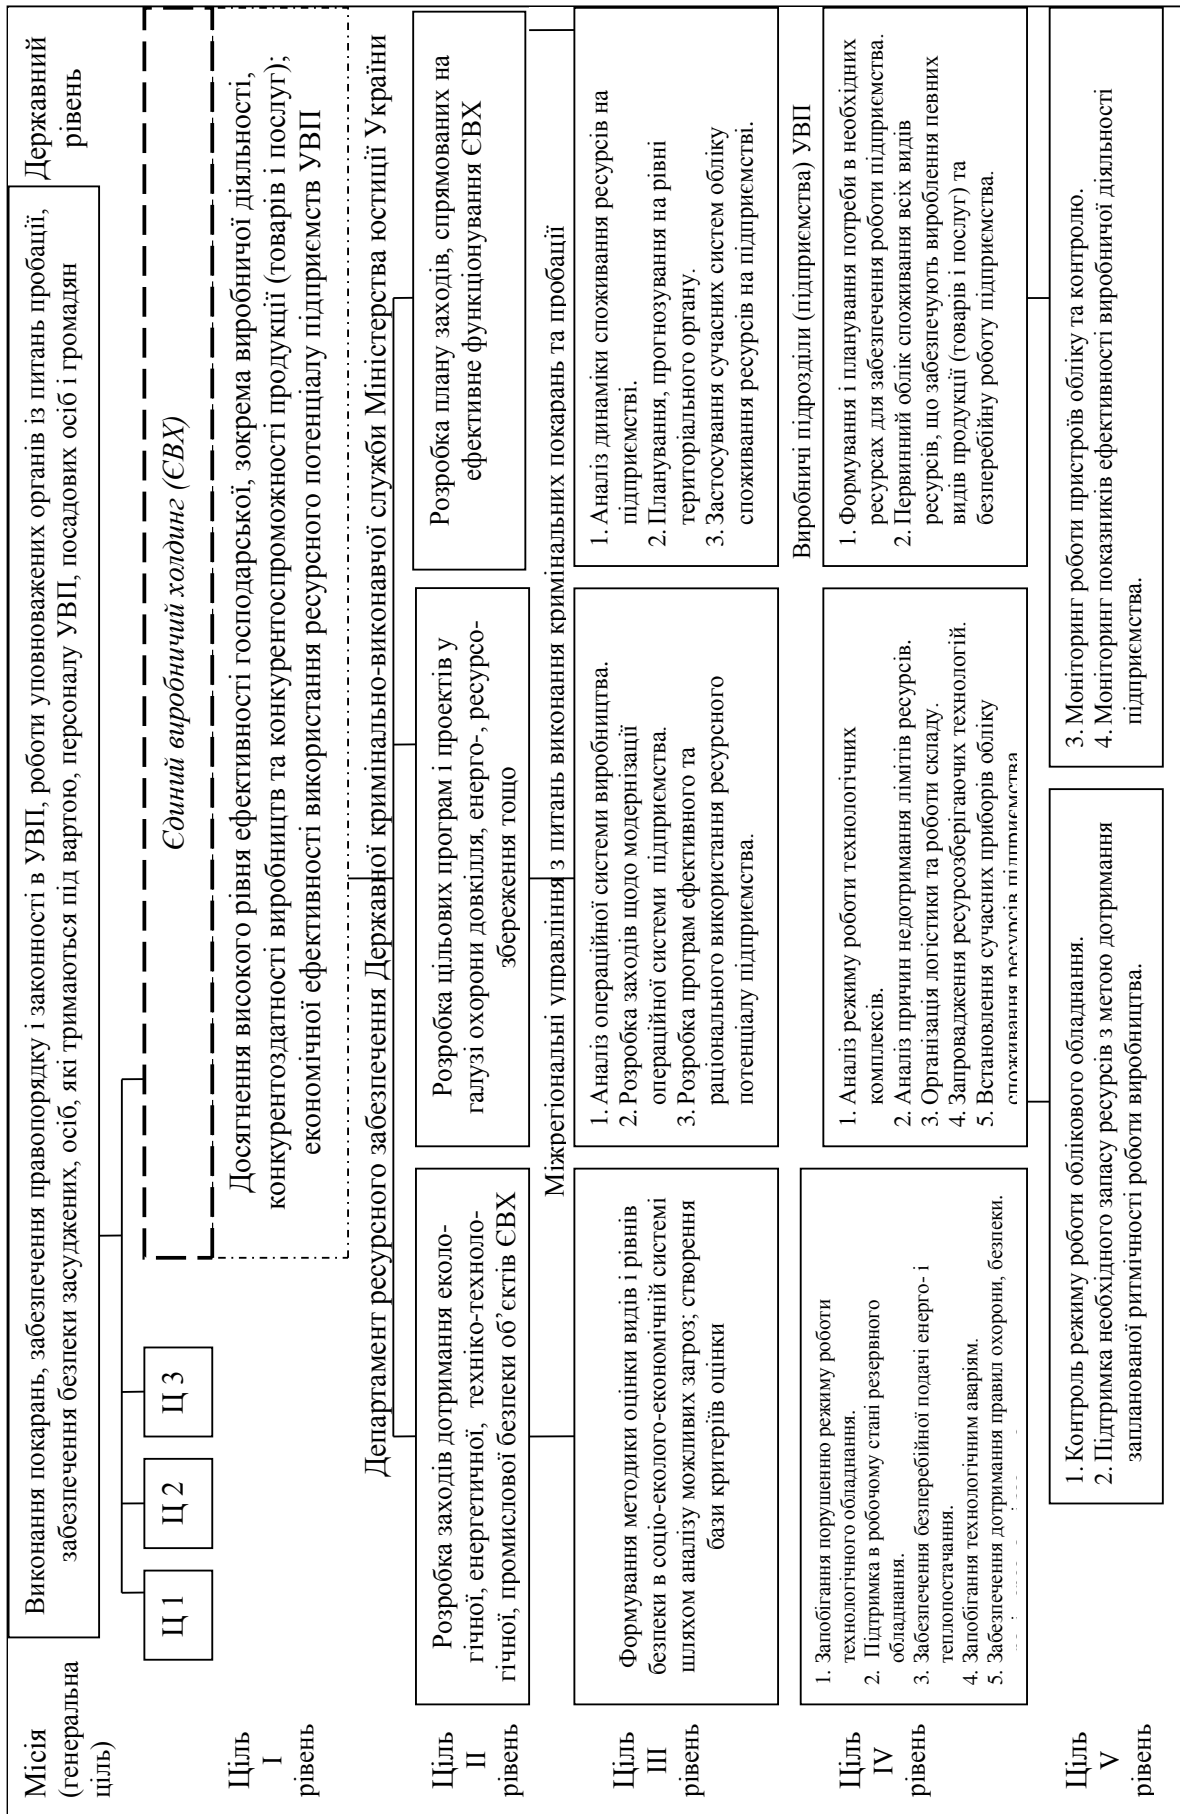 Місія
(генеральна
ціль)
Виконання покарань, забезпечення правопорядку і законності в УВП, роботи уповноважених органів із питань пробації,
забезпечення безпеки засуджених, осіб, які тримаються під вартою, персоналу УВП, посадових осіб і громадян
Державний
рівень
Ціль
І
рівень
Ц 1
Ц 2
Ц 3
Єдиний виробничий холдинг (ЄВХ)
Досягнення високого рівня ефективності господарської, зокрема виробничої діяльності,
конкурентоздатності виробництв та конкурентоспроможності продукції (товарів і послуг);
економічної ефективності використання ресурсного потенціалу підприємств УВП
Департамент ресурсного забезпечення Державної кримінально-виконавчої служби Міністерства юстиції України
Ціль
ІІ
рівень
Розробка заходів дотримання еколо-
гічної, енергетичної, техніко-техноло-
гічної, промислової безпеки об’єктів ЄВХ
Розробка цільових програм і проектів у
галузі охорони довкілля, енерго-, ресурсо-
збереження тощо
Розробка плану заходів, спрямованих на
ефективне функціонування ЄВХ
Міжрегіональні управління з питань виконання кримінальних покарань та пробації
Ціль
ІІІ
рівень
Формування методики оцінки видів і рівнів
безпеки в соціо-еколого-економічній системі
шляхом аналізу можливих загроз; створення
бази критеріїв оцінки
1. Аналіз операційної системи виробництва.
2. Розробка заходів щодо модернізації
операційної системи підприємства.
3. Розробка програм ефективного та
раціонального використання ресурсного
потенціалу підприємства.
1. Аналіз динаміки споживання ресурсів на
підприємстві.
2. Планування, прогнозування на рівні
територіального органу.
3. Застосування сучасних систем обліку
споживання ресурсів на підприємстві.
Виробничі підрозділи (підприємства) УВП
Ціль
IV
рівень
1. Запобігання порушенню режиму роботи
технологічного обладнання.
2. Підтримка в робочому стані резервного
обладнання.
3. Забезпечення безперебійної подачі енерго- і
теплопостачання.
4. Запобігання технологічним аваріям.
5. Забезпечення дотримання правил охорони, безпеки.
1. Аналіз режиму роботи технологічних
комплексів.
2. Аналіз причин недотримання лімітів ресурсів.
3. Організація логістики та роботи складу.
4. Запровадження ресурсозберігаючих технологій.
5. Встановлення сучасних приборів обліку
споживання ресурсів підприємства
1. Формування і планування потреби в необхідних
ресурсах для забезпечення роботи підприємства.
2. Первинний облік споживання всіх видів
ресурсів, що забезпечують вироблення певних
видів продукції (товарів і послуг) та
безперебійну роботу підприємства.
Ціль
V
рівень
1. Контроль режиму роботи облікового обладнання.
2. Підтримка необхідного запасу ресурсів з метою дотримання
запланованої ритмічності роботи виробництва.
3. Моніторинг роботи пристроїв обліку та контролю.
4. Моніторинг показників ефективності виробничої діяльності
підприємства.